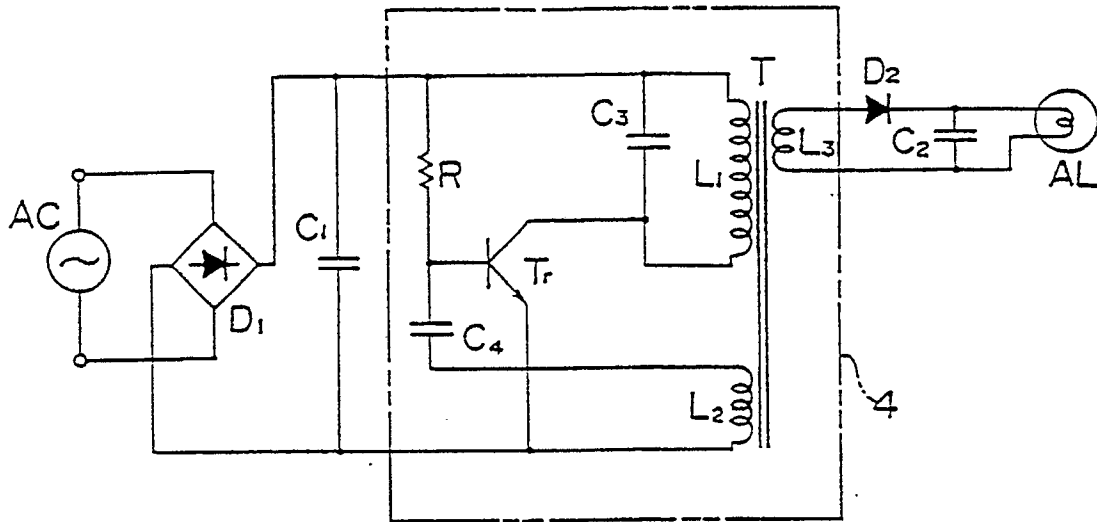 T
D₂
C₃
L₁
L₃
C₂
AL
R
AC
C₁
Tr
D₁
C₄
L₂
4